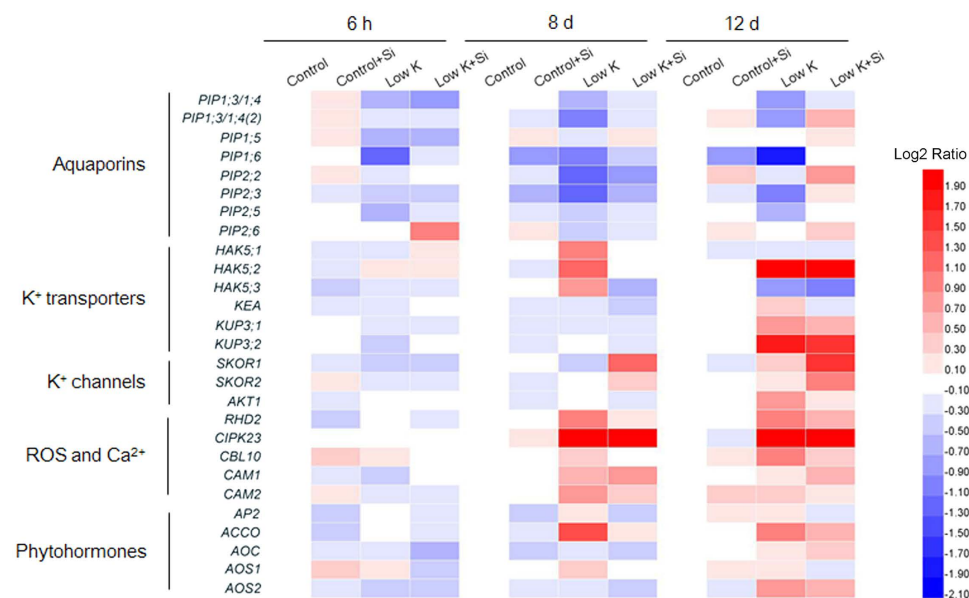 6 h 8 d 12 d
Control Control+Si Low K Low K+Si Control Control+Si Low K Low K+Si Control Control+Si Low K Low K+Si
Aquaporins
PIP1;3/1;4
PIP1;3/1;4(2)
PIP1;5
PIP1;6
PIP2;2
PIP2;3
PIP2;5
PIP2;6
K⁺ transporters
HAK5;1
HAK5;2
HAK5;3
KEA
KUP3;1
KUP3;2
K⁺ channels
SKOR1
SKOR2
AKT1
ROS and Ca²⁺
RHD2
CIPK23
CBL10
CAM1
CAM2
Phytohormones
AP2
ACCO
AOC
AOS1
AOS2
Log2 Ratio
1.90
1.70
1.50
1.30
1.10
0.90
0.70
0.50
0.30
0.10
-0.10
-0.30
-0.50
-0.70
-0.90
-1.10
-1.30
-1.50
-1.70
-1.90
-2.10